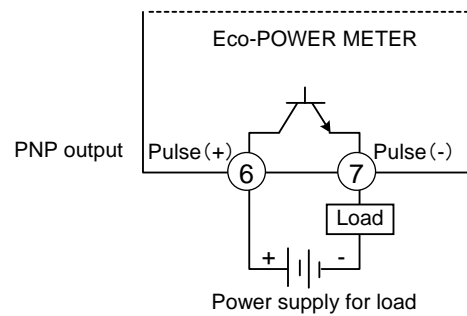 Eco-POWER METER
PNP output
Pulse(+)
Pulse(-)
6
7
Load
+
-
Power supply for load